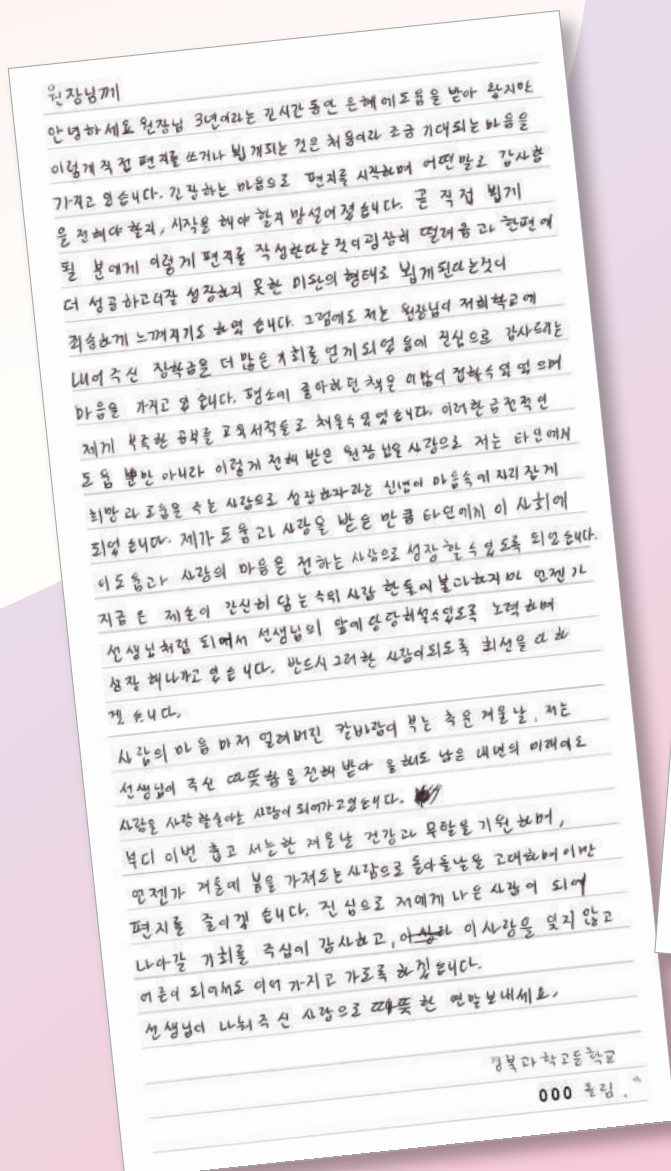 원장님께
안녕하세요 원장님 3년이라는 긴시간 동안 은혜에 도움을 받아 왔지만
이렇게 직접 편지를 쓰거나 뵙게되는 것은 처음이라 조금 기대되는 마음을
가지고 있습니다. 긴장하는 마음으로 편지를 시작하며 어떤말로 감사함
을 전해야 할지, 시작을 해야 할지 망설여졌습니다. 곧 직접 뵙게
될 분에게 이렇게 편지를 작성한다는것이굉장히 떨려움과 한편에
더 성공하고더잘 성장하지 못한 미완의 형태로 뵙게된다는것이
죄송하게 느껴지기도 하였습니다. 그럼에도 저는 원장님이 저희학교에
내어주신 장학금을 더 많은 기회를 얻게되었음에 진심으로 감사하는
마음을 가지고 있습니다. 평소에 좋아하던 책은 이많이 접할수있었으며
제게 부족한 공부를 교육서적들로 채울수있었습니다. 이러한금전적인
도움 뿐만 아니라 이렇게 전해 받은 원장님을사랑으로 저는 타인에게
희망과 도움을 주는 사람으로 성장하자라는 신념이 마음속에자리 잡게
되었습니다. 제가 도움과 사랑을 받은 만큼 타인에게 이 사회에
이도움과 사랑의 마음을 전하는 사람으로 성장할 수 있도록 되었습니다.
지금은 제손이 간신히 닿는 주위 사람 한둘에 불과하지만 언젠가
선생님처럼 되어서 선생님의 앞에 당당히설수있도록 노력하며
성장해나가고 있습니다. 반드시그러한 사람이되도록 최선을 다하
겠습니다.
사람의 마음마저 얼려버린 칼바람이 부는 추운 겨울날, 저는
선생님이 주신 따뜻함을 전해 받아 올해도 남은 내년의 미래에도
사랑을 사랑할줄아는 사람이 되어가고있습니다.
부디 이번 춥고 서늘한 겨울날 건강과 무탈을 기원하며,
언젠가 겨울에 봄을 가져오는사람으로 돌아올날을 고대하며이만
편지를 줄이겠습니다. 진심으로 저에게 나은 사람이 되어
나아갈 기회를 주심에 감사하고, 이사랑을 잊지 않고
어른이 되어서도 이어 가지고 가도록 하겠습니다.
선생님이 나눠주신 사랑으로 따뜻한 연말보내세요.
경북과학고등학교
000 올림.